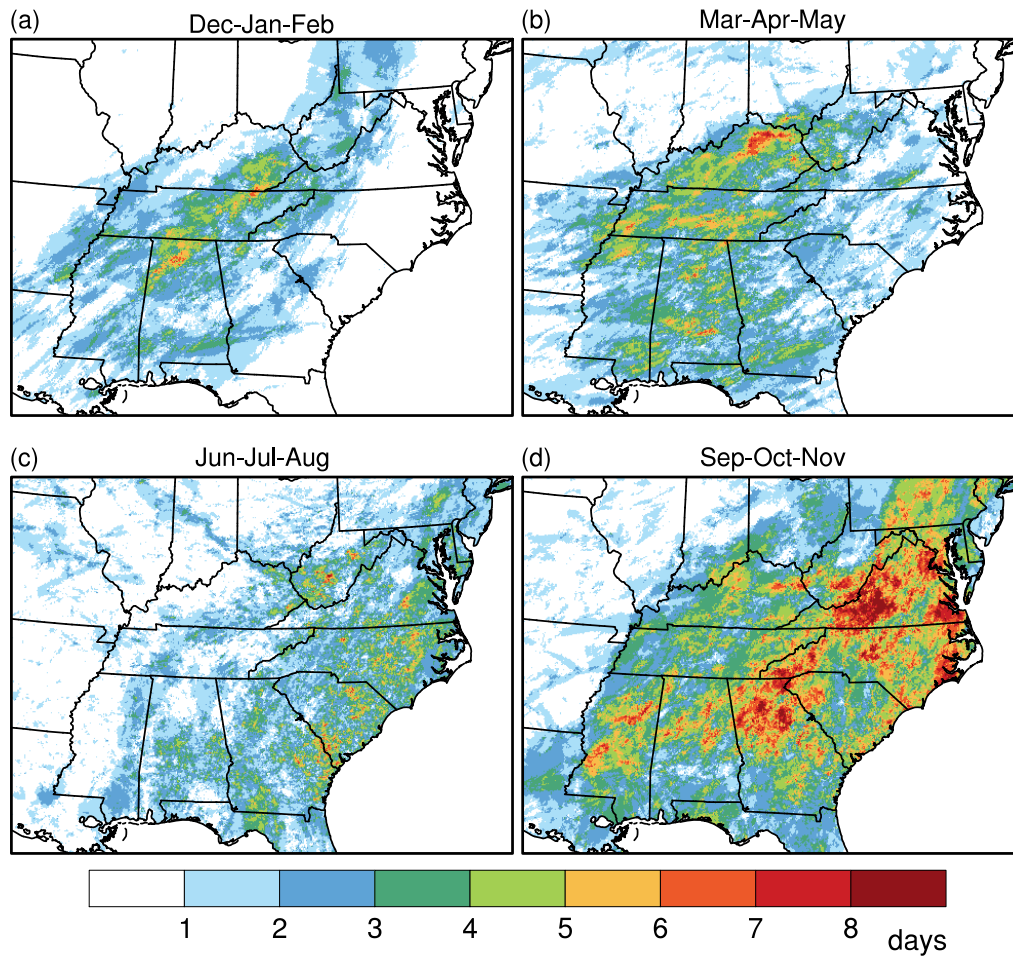 (a) Dec-Jan-Feb
(b) Mar-Apr-May
(c) Jun-Jul-Aug
(d) Sep-Oct-Nov
1 2 3 4 5 6 7 8
days